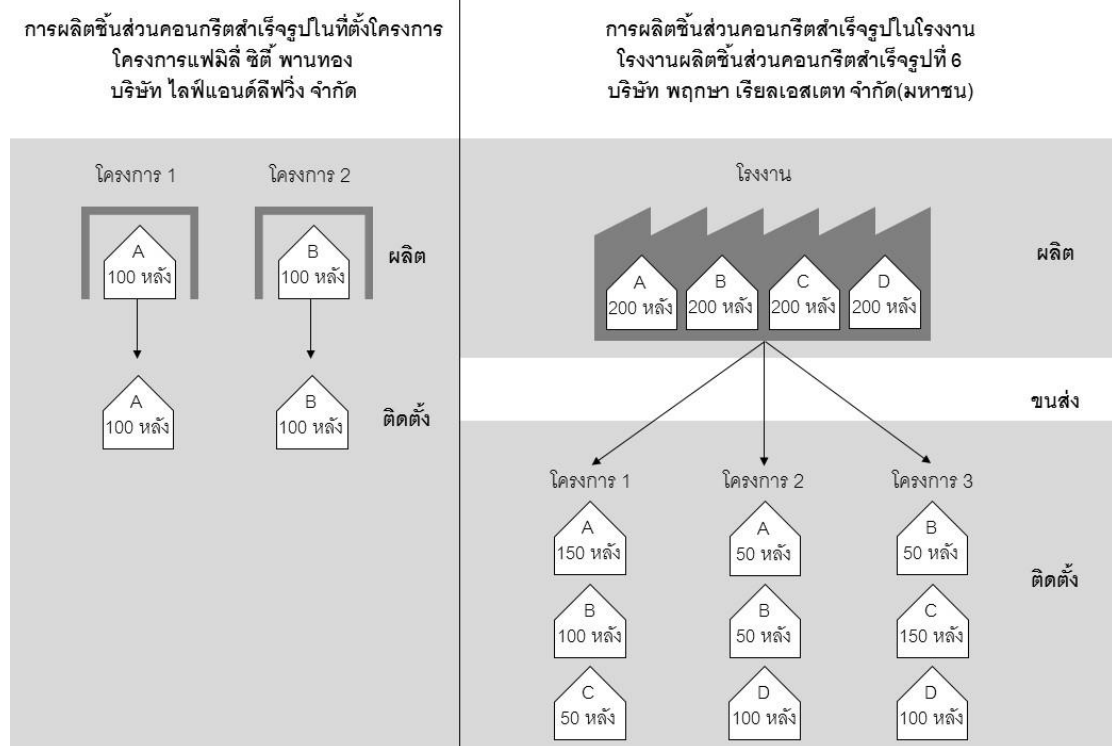 การผลิตชิ้นส่วนคอนกรีตสำเร็จรูปในที่ตั้งโครงการ
โครงการแฟมิลี่ ซิตี้ พานทอง
บริษัท ไลฟ์แอนด์ลีฟวิ่ง จำกัด
โครงการ 1
โครงการ 2
A
100 หลัง
B
100 หลัง
ผลิต
A
100 หลัง
B
100 หลัง
ติดตั้ง
การผลิตชิ้นส่วนคอนกรีตสำเร็จรูปในโรงงาน
โรงงานผลิตชิ้นส่วนคอนกรีตสำเร็จรูปที่ 6
บริษัท พฤกษา เรียลเอสเตท จำกัด(มหาชน)
โรงงาน
A
200 หลัง
B
200 หลัง
C
200 หลัง
D
200 หลัง
ผลิต
ขนส่ง
โครงการ 1
โครงการ 2
โครงการ 3
A
150 หลัง
A
50 หลัง
B
50 หลัง
B
100 หลัง
B
50 หลัง
C
150 หลัง
ติดตั้ง
C
50 หลัง
D
100 หลัง
D
100 หลัง